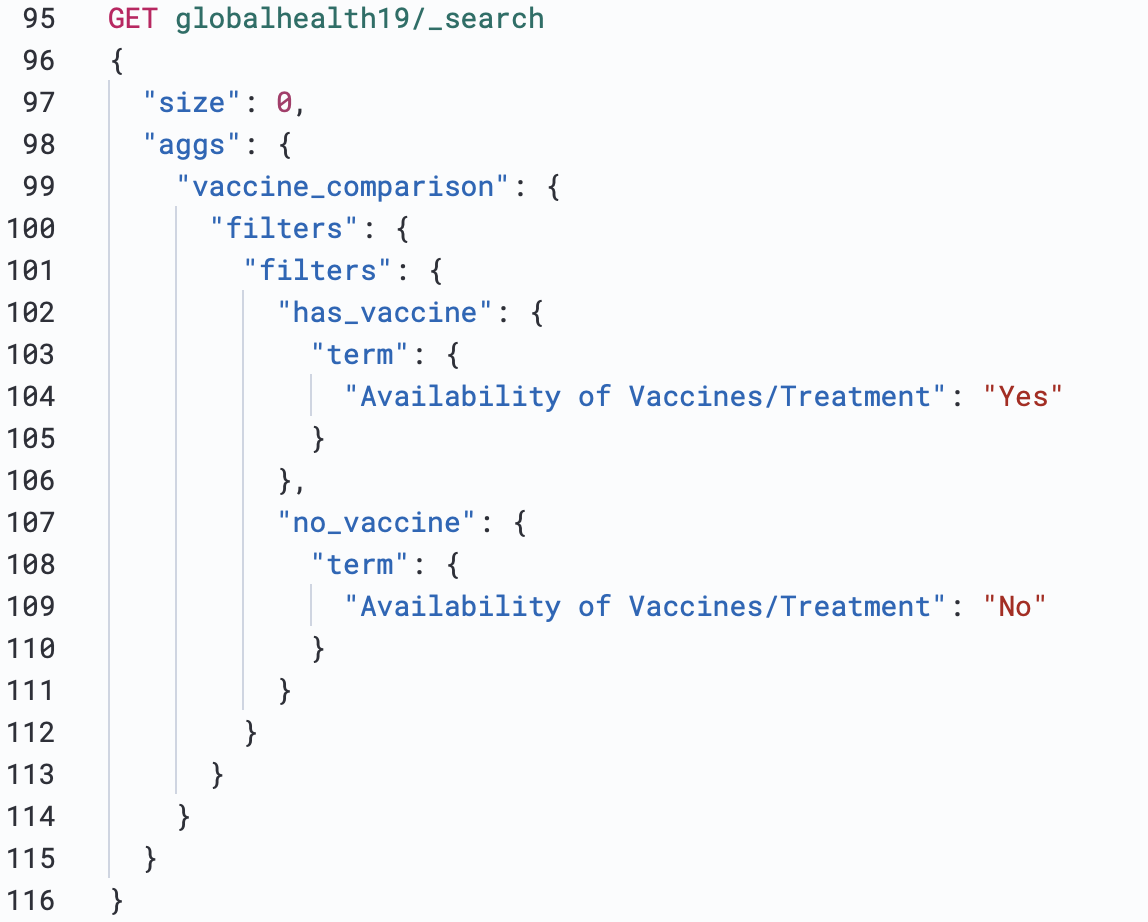 95 GET globalhealth19/_search
96 {
97 "size": 0,
98 "aggs": {
99 "vaccine_comparison": {
100 "filters": {
101 "filters": {
102 "has_vaccine": {
103 "term": {
104 "Availability of Vaccines/Treatment": "Yes"
105 }
106 },
107 "no_vaccine": {
108 "term": {
109 "Availability of Vaccines/Treatment": "No"
110 }
111 }
112 }
113 }
114 }
115 }
116 }